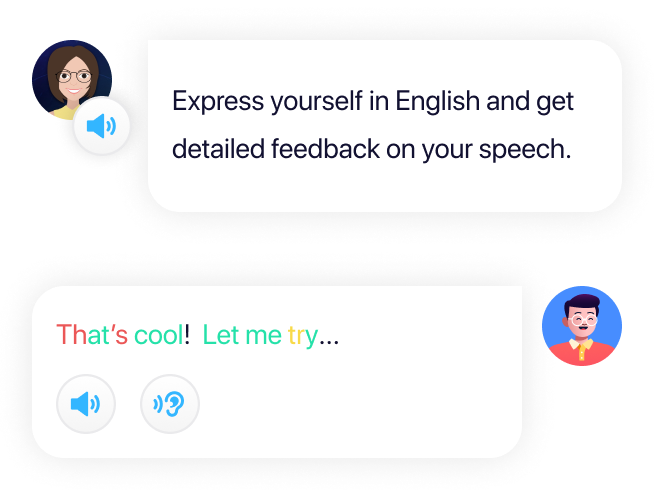 Express yourself in English and get
detailed feedback on your speech.
That's cool! Let me try...